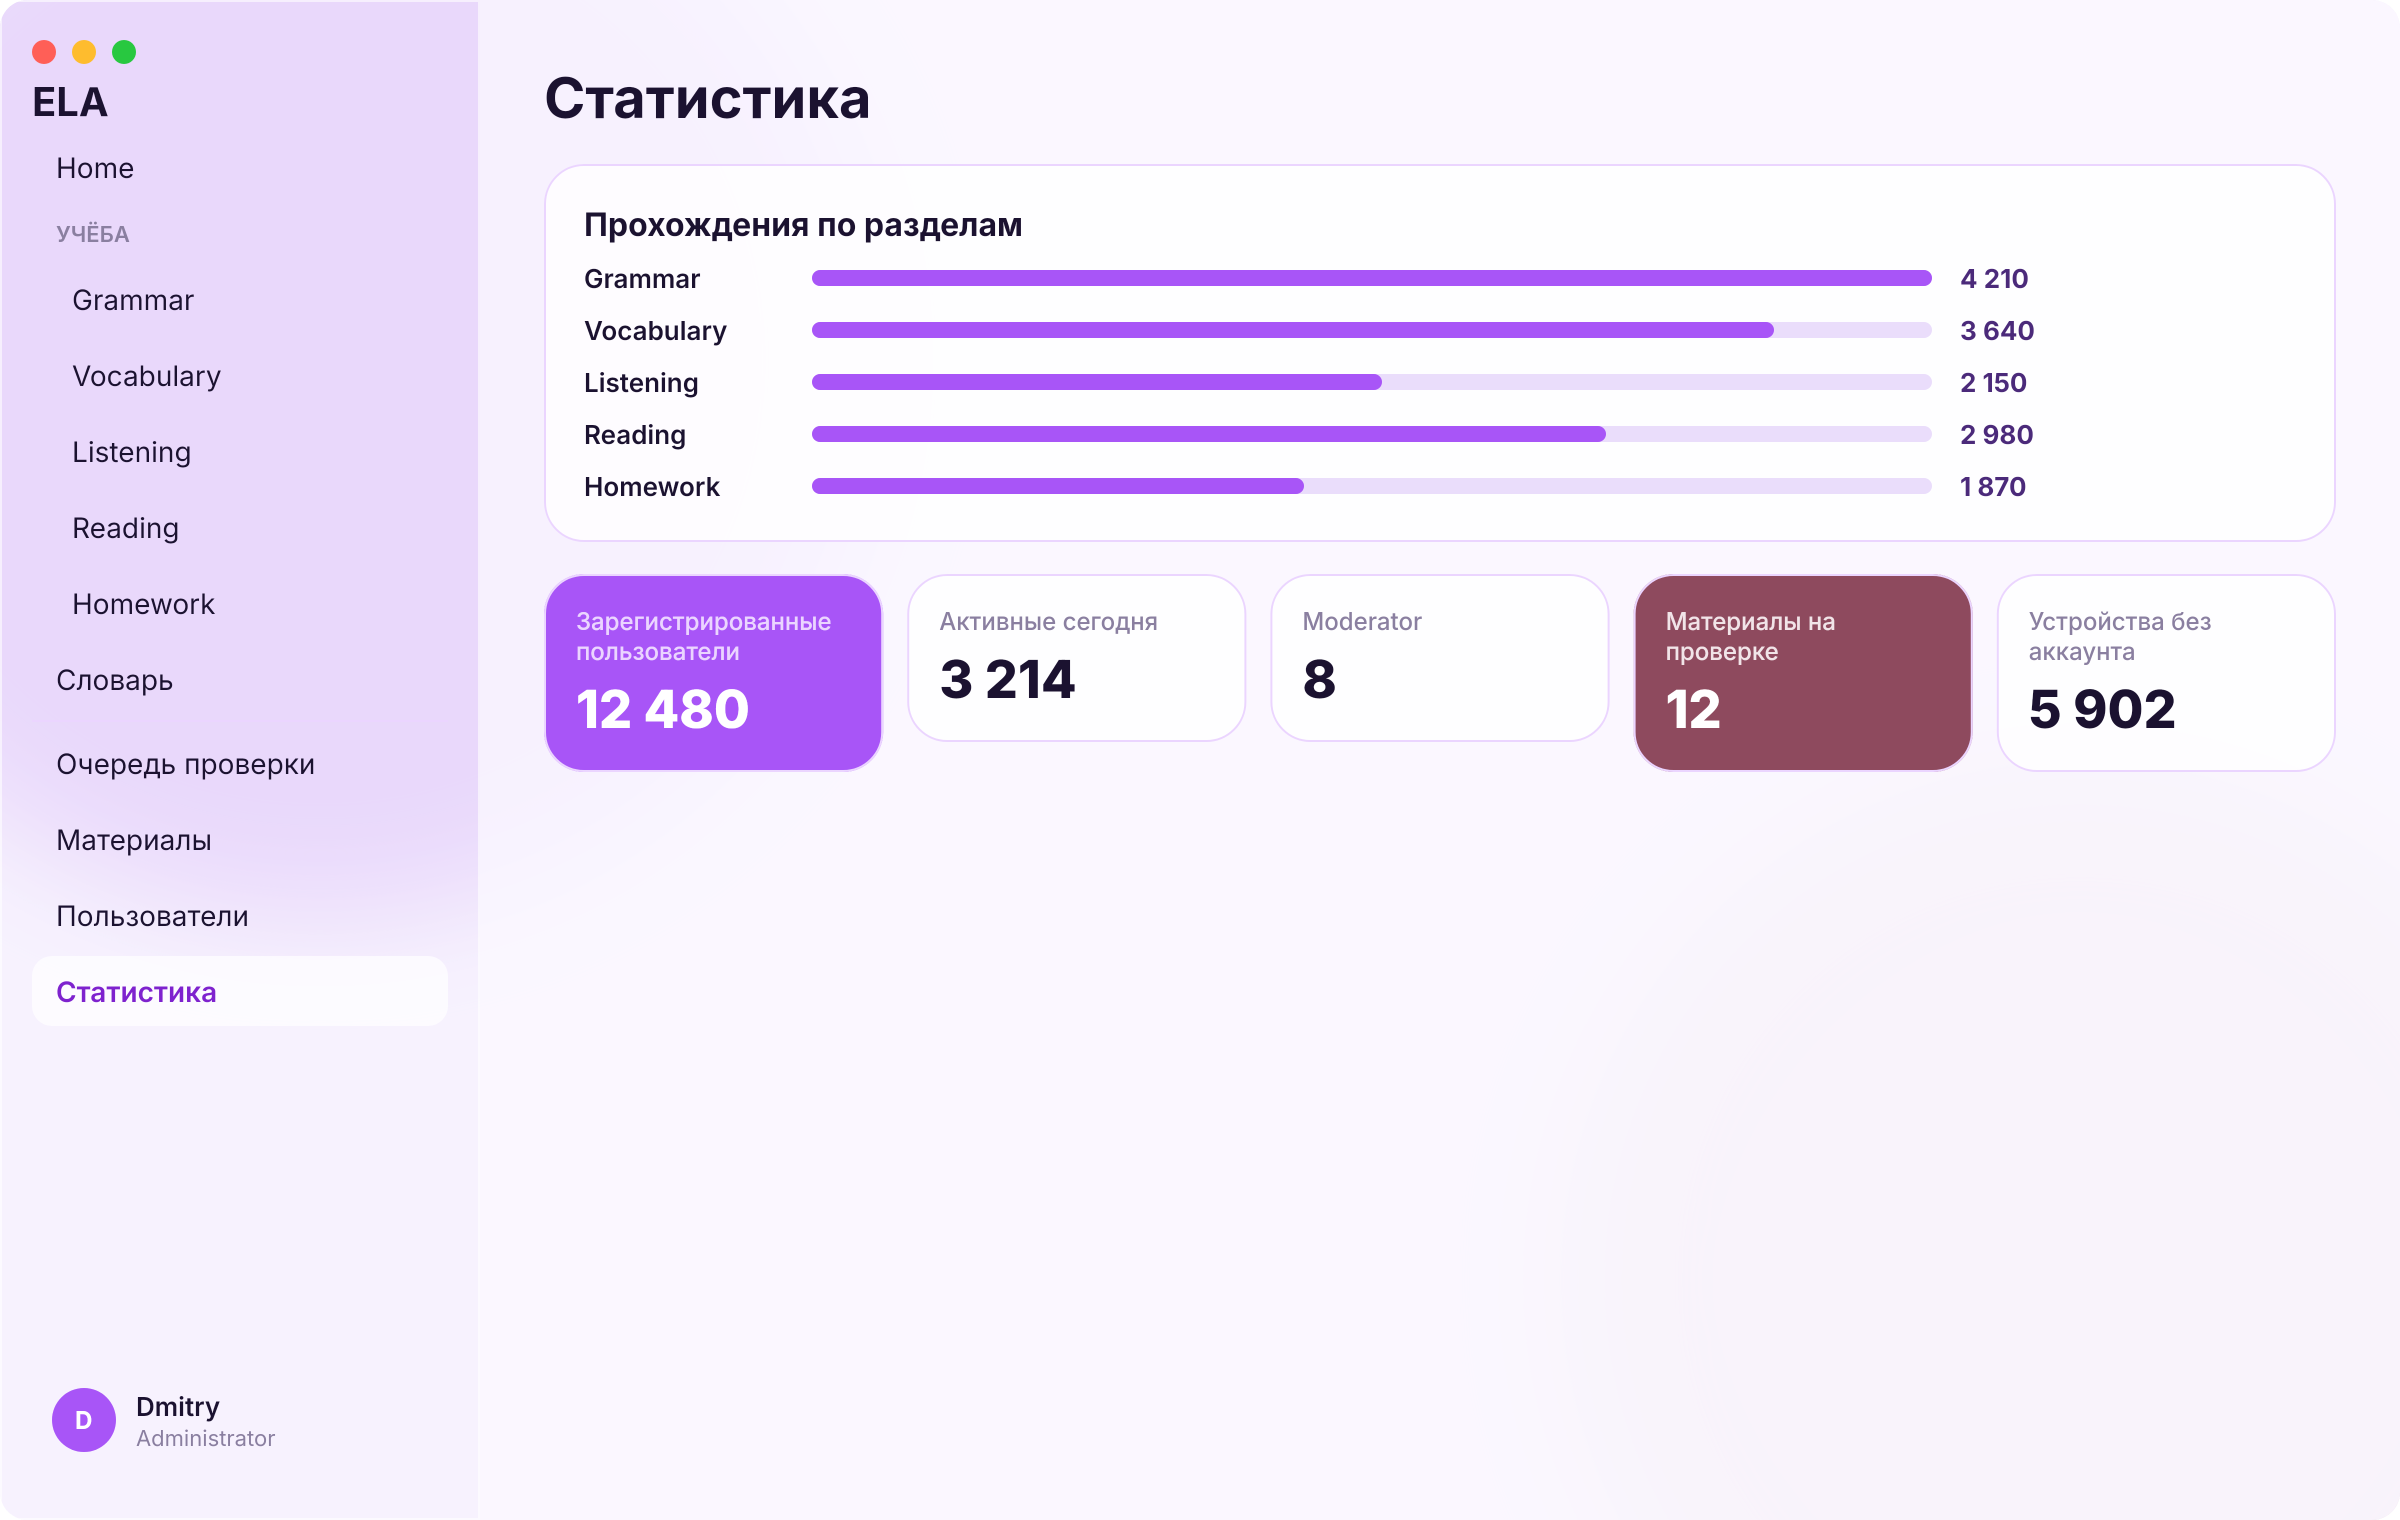 ELA
Home
УЧЁБА
Grammar
Vocabulary
Listening
Reading
Homework
Словарь
Очередь проверки
Материалы
Пользователи
Статистика
D
Dmitry
Administrator
Статистика
Прохождения по разделам
Grammar 4 210
Vocabulary 3 640
Listening 2 150
Reading 2 980
Homework 1 870
Зарегистрированные
пользователи
12 480
Активные сегодня
3 214
Moderator
8
Материалы на
проверке
12
Устройства без
аккаунта
5 902